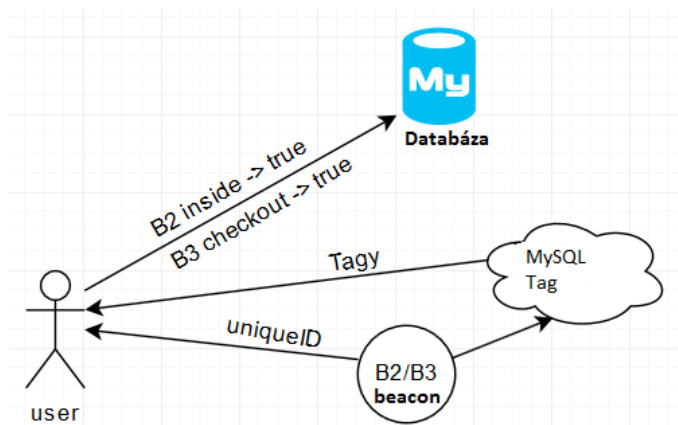 My
Databáza
B2 inside -> true
B3 checkout -> true
Tagy
MySQL
Tag
uniqueID
B2/B3
beacon
user